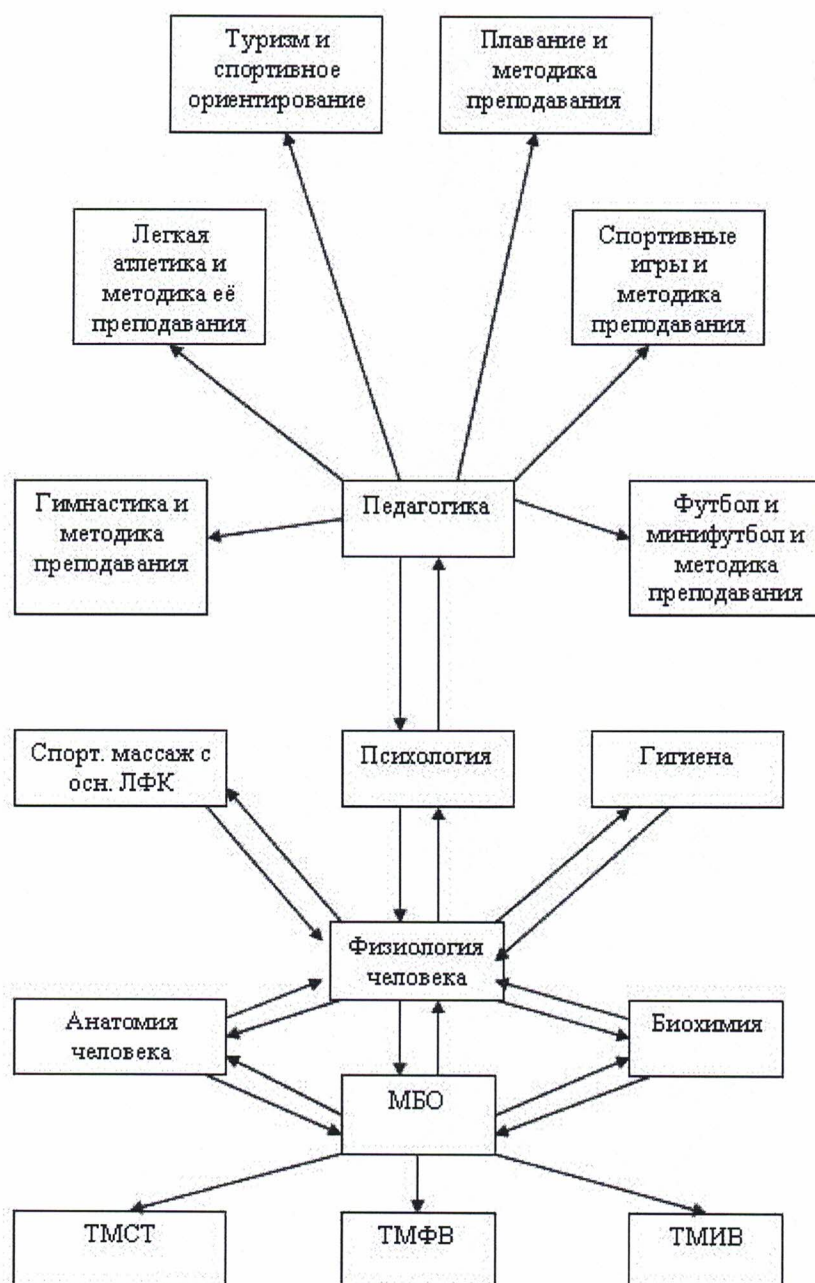 Туризм и
спортивное
ориентирование
Плавание и
методика
преподавания
Легкая
атлетика и
методика её
преподавания
Спортивные
игры и
методика
преподавания
Гимнастика и
методика
преподавания
Педагогика
Футбол и
минифутбол и
методика
преподавания
Спорт. массаж с
осн. ЛФК
Психология
Гигиена
Физиология
человека
Анатомия
человека
Биохимия
МБО
ТМСТ
ТМФВ
ТМИВ